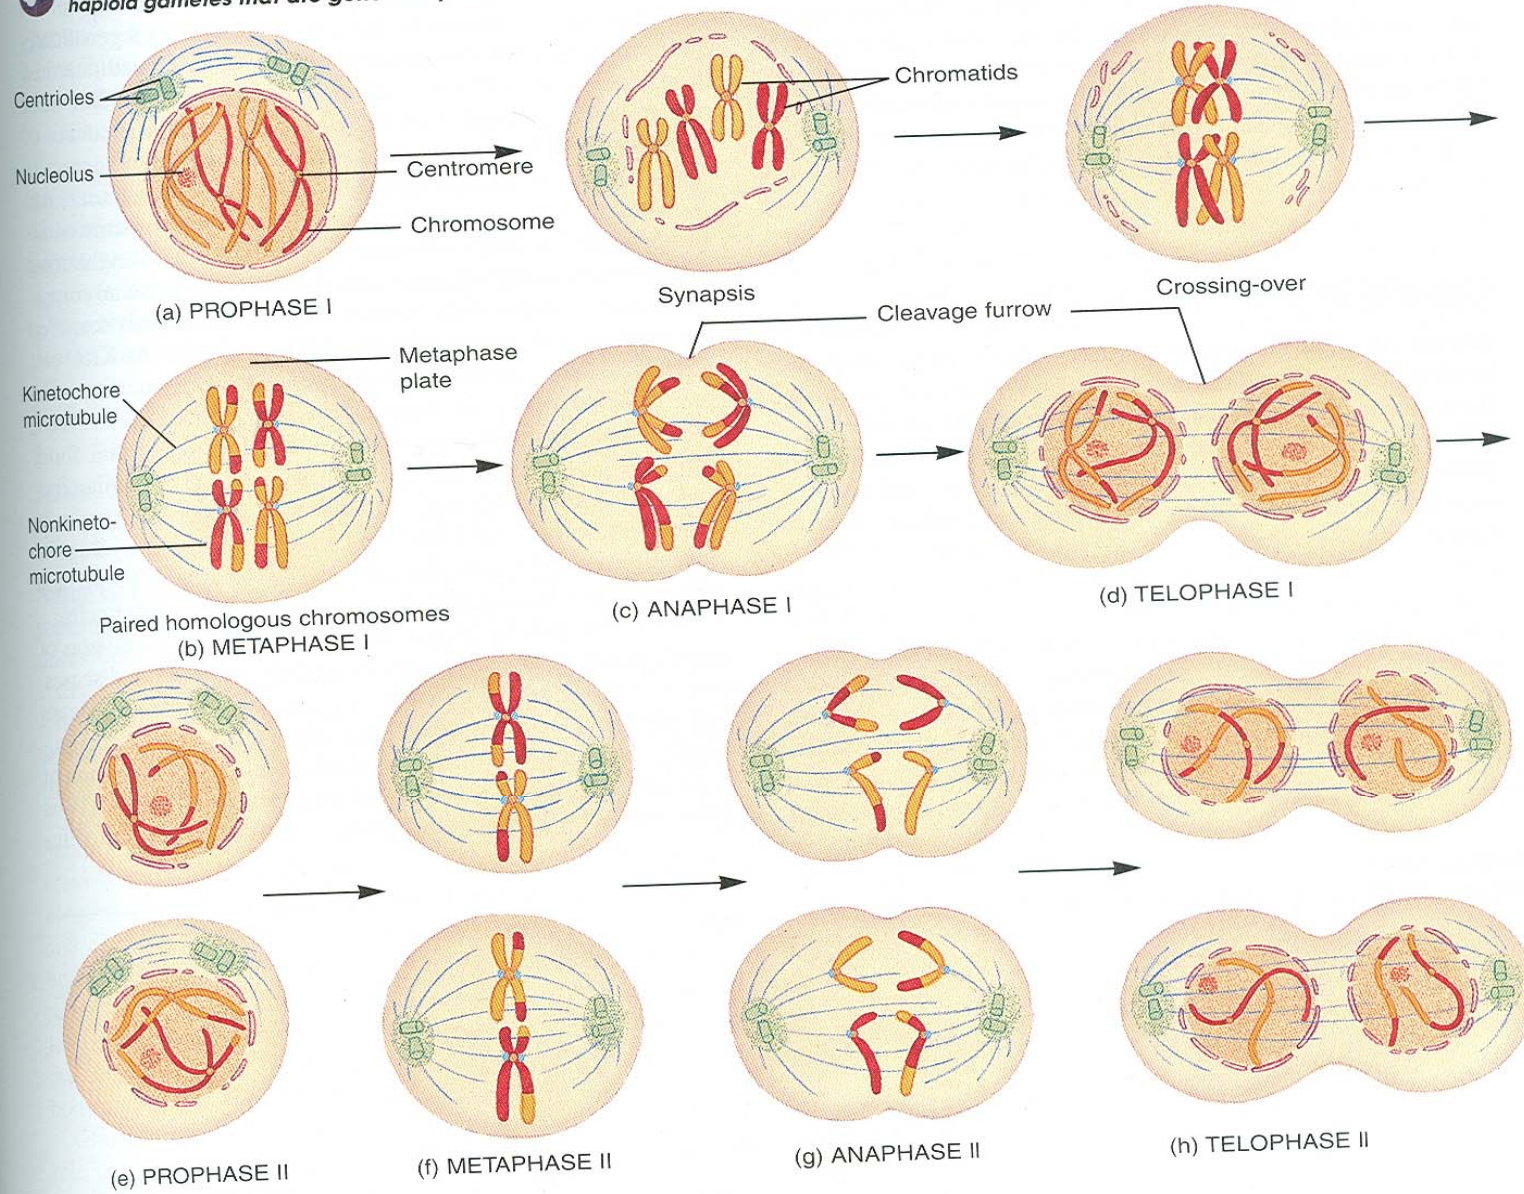 haploid gametes that are
Centrioles
Nucleolus
Centromere
Chromosome
(a) PROPHASE I
Chromatids
Synapsis
Crossing-over
Cleavage furrow
Metaphase
plate
Kinetochore
microtubule
Nonkineto-
chore
microtubule
Paired homologous chromosomes
(b) METAPHASE I
(c) ANAPHASE I
(d) TELOPHASE I
(e) PROPHASE II
(f) METAPHASE II
(g) ANAPHASE II
(h) TELOPHASE II